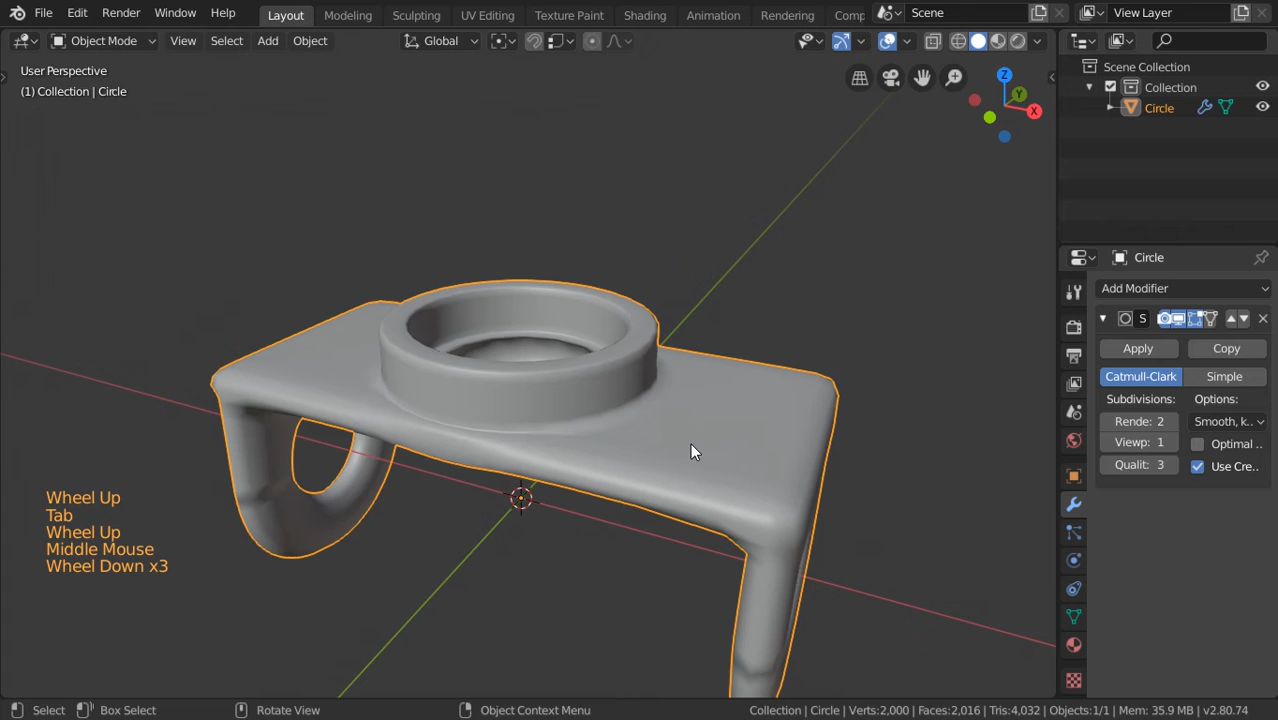 File Edit Render Window Help Layout Modeling Sculpting UV Editing Texture Paint Shading Animation Rendering Comp Scene View Layer
Object Mode View Select Add Object Global
User Perspective
(1) Collection | Circle
Z
Y
X
Scene Collection
Collection
Circle
Circle
Add Modifier
S
Apply Copy
Catmull-Clark Simple
Subdivisions: Options:
Rende: 2 Smooth, k..
Viewp: 1 Optimal ..
Qualit: 3 Use Cre..
Wheel Up
Tab
Wheel Up
Middle Mouse
Wheel Down x3
Select Box Select Rotate View Object Context Menu Collection | Circle | Verts:2,000 | Faces:2,016 | Tris:4,032 | Objects:1/1 | Mem: 35.9 MB | v2.80.74